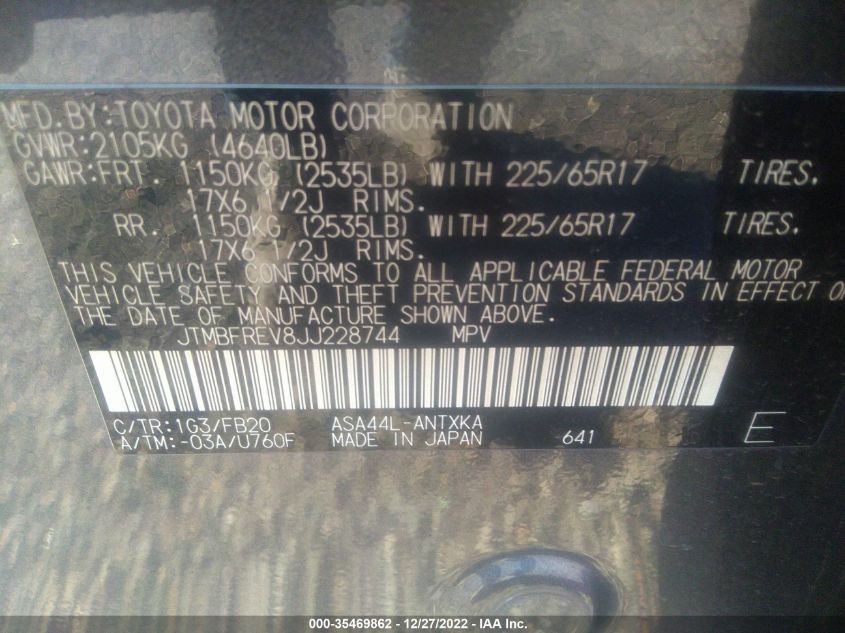 MFD.BY:TOYOTA MOTOR CORPORATION
GVWR:2105KG (4640LB)
GAWR:FRT. 1150KG (2535LB) WITH 225/65R17 TIRES.
17X6 1/2J RIMS.
RR. 1150KG (2535LB) WITH 225/65R17 TIRES.
17X6 1/2J RIMS.
THIS VEHICLE CONFORMS TO ALL APPLICABLE FEDERAL MOTOR
VEHICLE SAFETY AND THEFT PREVENTION STANDARDS IN EFFECT ON
THE DATE OF MANUFACTURE SHOWN ABOVE.
JTMBFREV8JJ228744 MPV
C/TR:1G3/FB20 ASA44L-ANTXKA
A/TM:-03A/U760F MADE IN JAPAN 641 E
000-35469862 - 12/27/2022 - IAA Inc.